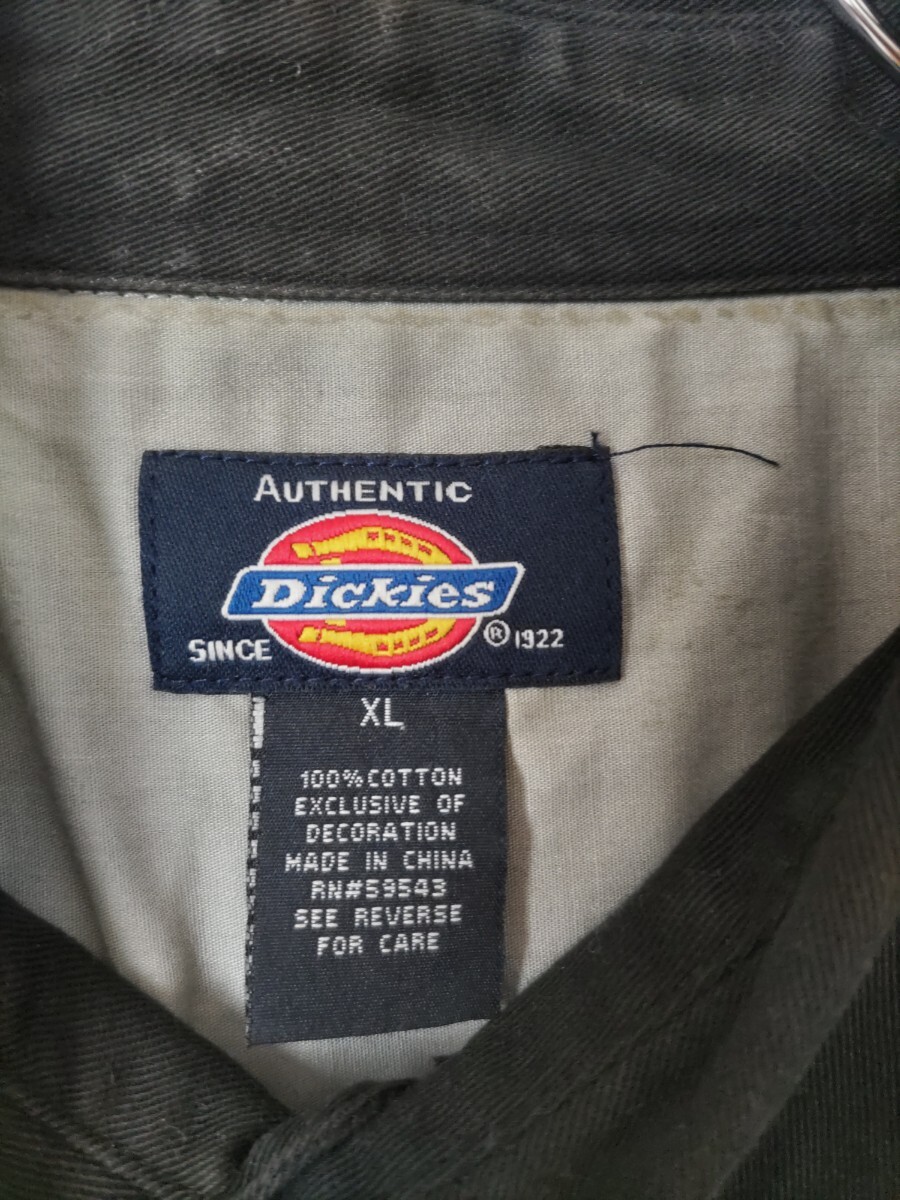 AUTHENTIC
Dickies
SINCE ® 1922
XL
100% COTTON
EXCLUSIVE OF
DECORATION
MADE IN CHINA
RN#59543
SEE REVERSE
FOR CARE